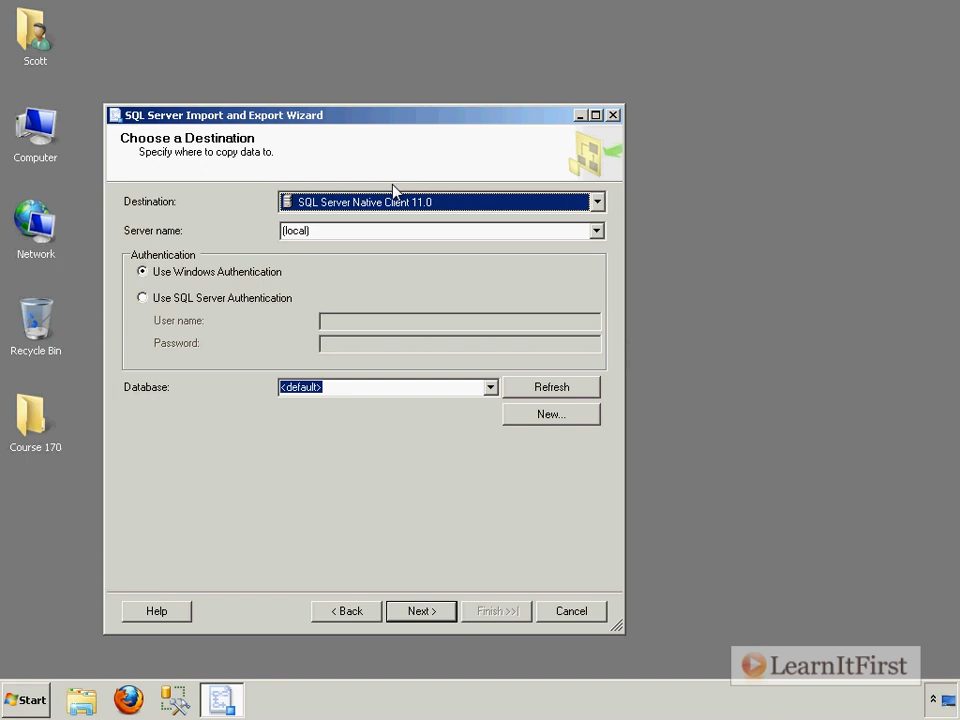 Scott
Computer
Network
Recycle Bin
Course 170
SQL Server Import and Export Wizard
Choose a Destination
Specify where to copy data to.
Destination:
SQL Server Native Client 11.0
Server name:
(local)
Authentication
Use Windows Authentication
Use SQL Server Authentication
User name:
Password:
Database:
<default>
Refresh
New...
Help
< Back
Next >
Finish >>|
Cancel
LearnItFirst
Start